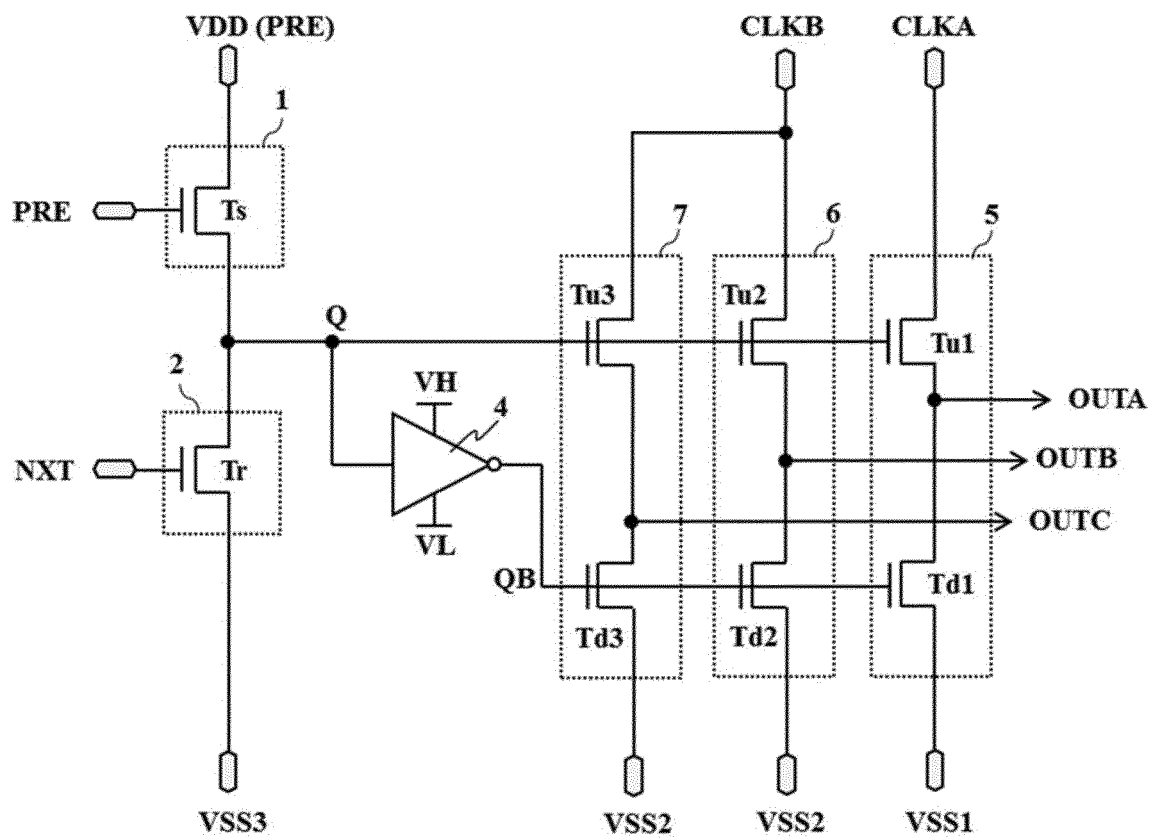 VDD (PRE)
CLKB
CLKA
1
PRE
Ts
7
6
5
Tu3
Tu2
Q
Tu1
2
VH
4
OUTA
NXT
Tr
OUTB
OUTC
VL
QB
Td1
Td3
Td2
VSS3
VSS2
VSS2
VSS1